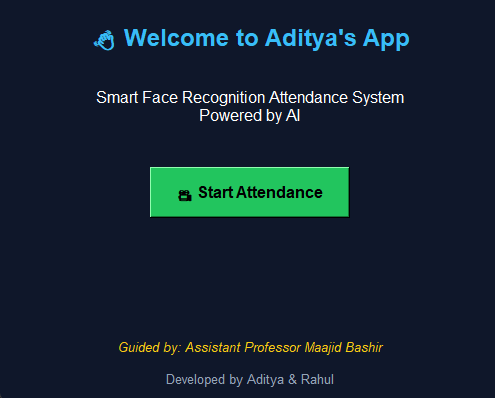 👋 Welcome to Aditya's App
Smart Face Recognition Attendance System
Powered by AI
Start Attendance
Guided by: Assistant Professor Maajid Bashir
Developed by Aditya & Rahul